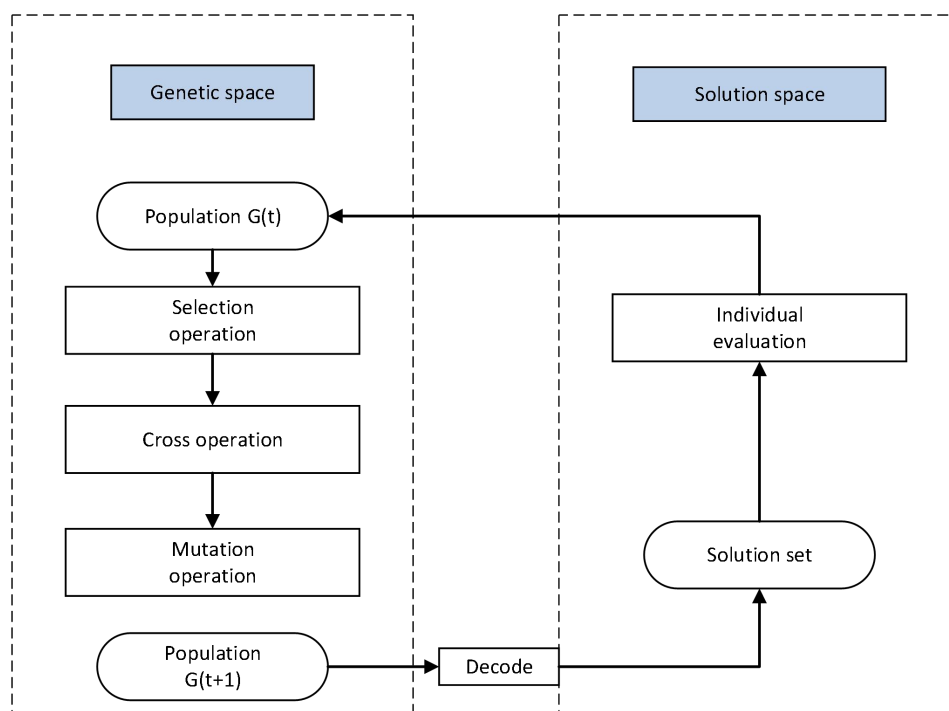 Genetic space
Solution space
Population G(t)
Selection
operation
Individual
evaluation
Cross operation
Mutation
operation
Solution set
Population
G(t+1)
Decode